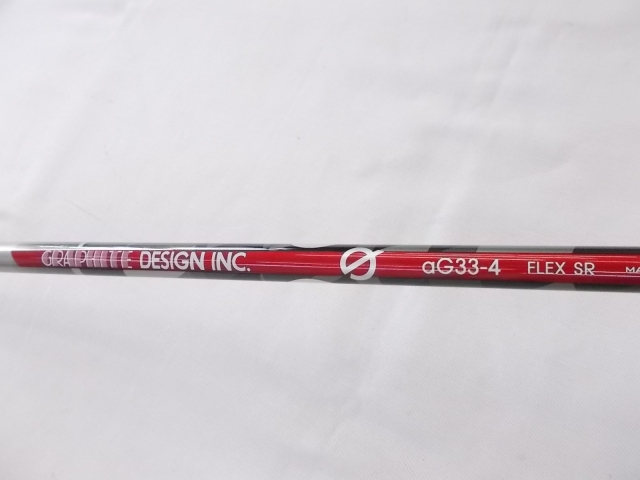 GRAPHITE DESIGN INC. aG33-4 FLEX SR